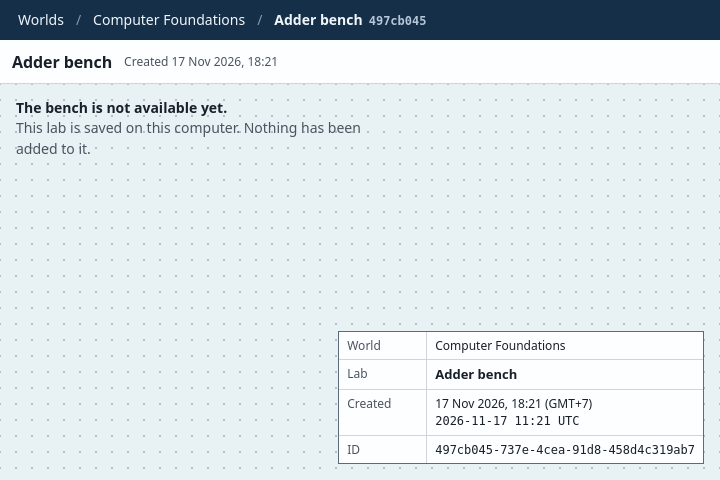 Worlds / Computer Foundations / Adder bench 497cb045
Adder bench Created 17 Nov 2026, 18:21
The bench is not available yet.
This lab is saved on this computer. Nothing has been
added to it.
World Computer Foundations
Lab Adder bench
Created 17 Nov 2026, 18:21 (GMT+7)
2026-11-17 11:21 UTC
ID 497cb045-737e-4cea-91d8-458d4c319ab7